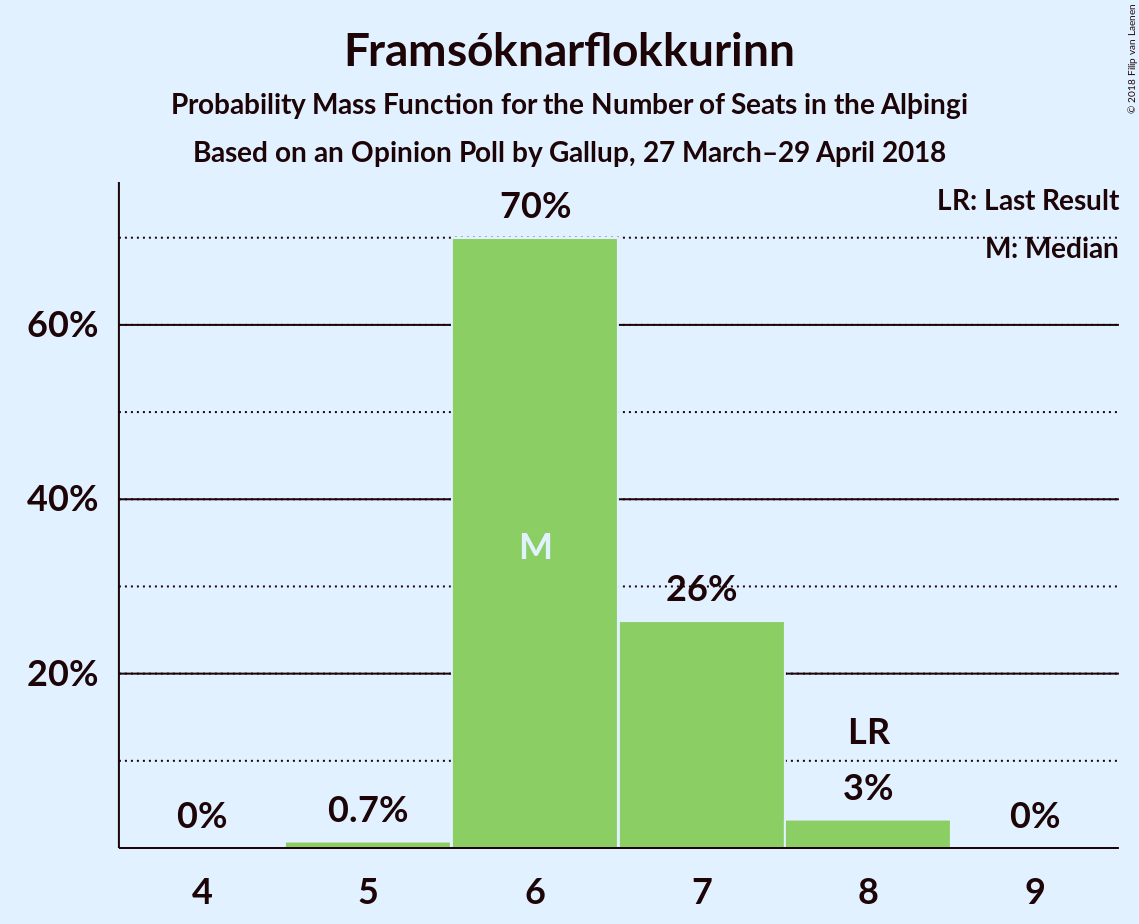 Framsóknarflokkurinn
Probability Mass Function for the Number of Seats in the Alþingi
Based on an Opinion Poll by Gallup, 27 March–29 April 2018
© 2018 Filip van Laenen
LR: Last Result
M: Median
70%
60%
40%
20%
M
26%
LR
3%
0%
0.7%
0%
4 5 6 7 8 9